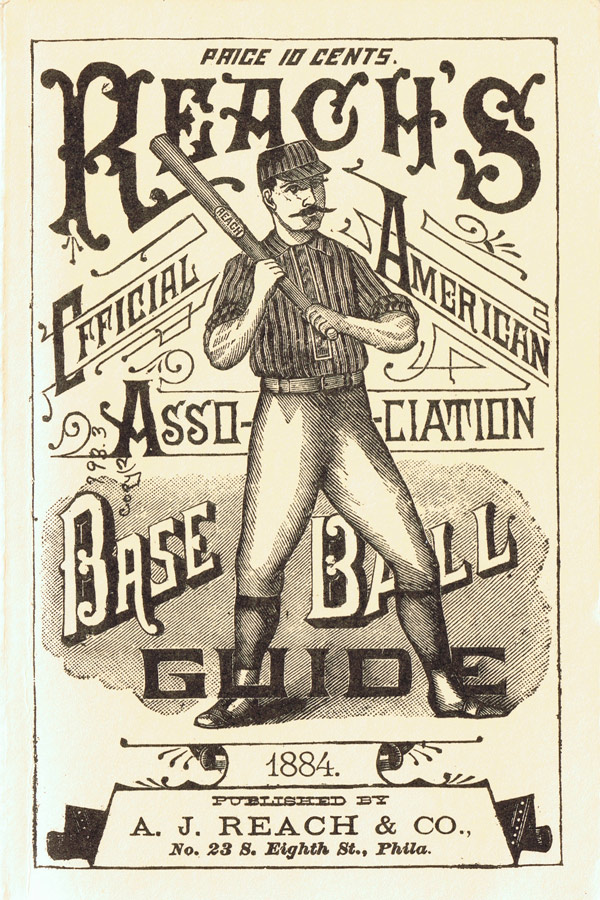 PRICE 10 CENTS.
REACH'S
REACH
OFFICIAL
AMERICAN
ASSO-CIATION
BASE BALL
GUIDE
1884.
PUBLISHED BY
A. J. REACH & CO.,
No. 23 S. Eighth St., Phila.